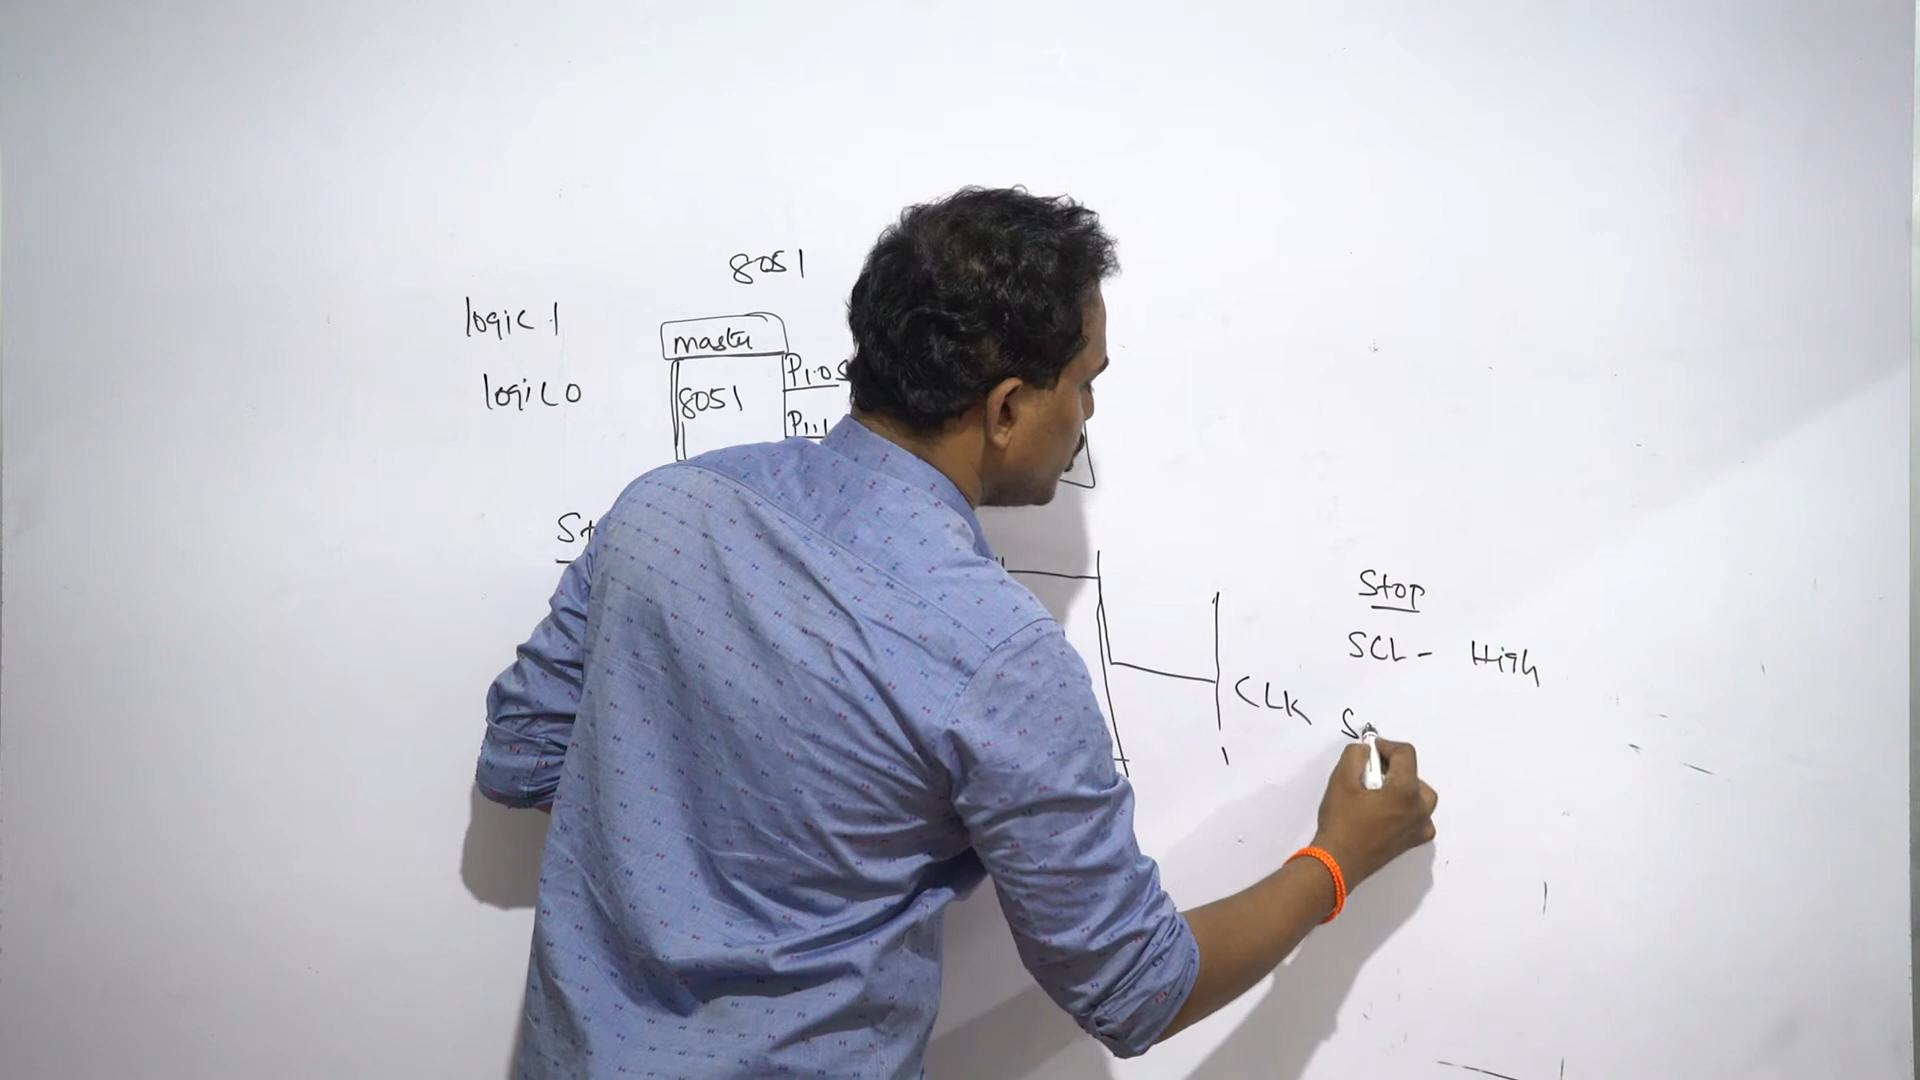 8051
logic 1
master
P1.0 S
logic 0
8051
P1.1
St
Stop
SCL - High
CLK
S